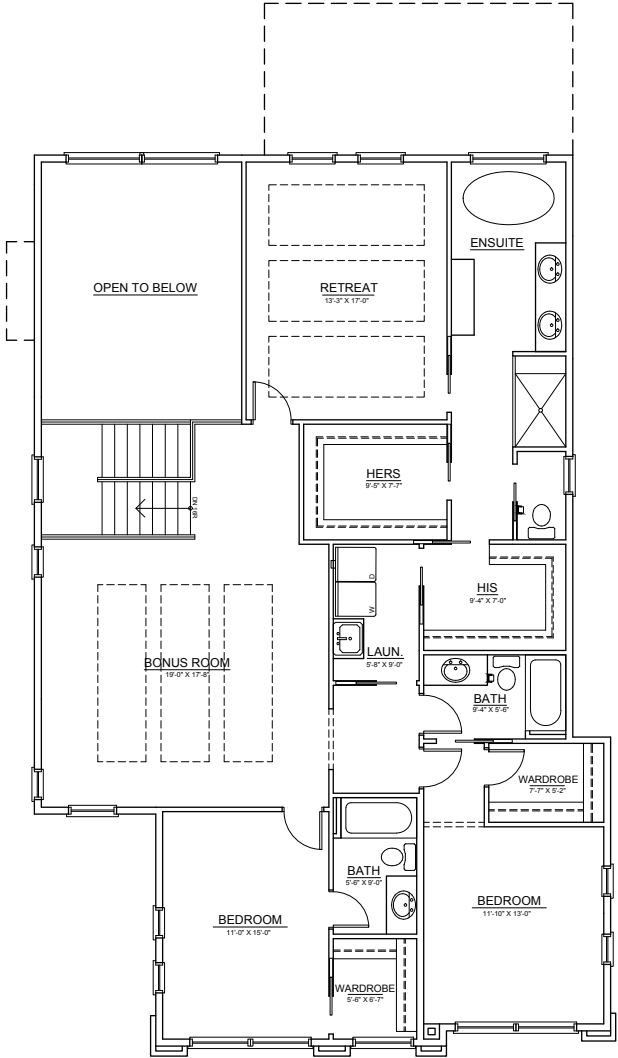 ENSUITE
OPEN TO BELOW
RETREAT
13'-3" X 17'-0"
HERS
9'-5" X 7'-7"
DN 16R
D
W
HIS
9'-4" X 7'-0"
LAUN.
5'-8" X 9'-0"
BONUS ROOM
19'-0" X 17'-8"
BATH
9'-4" X 5'-6"
WARDROBE
7'-7" X 5'-2"
BATH
5'-6" X 9'-0"
BEDROOM
11'-0" X 15'-0"
BEDROOM
11'-10" X 13'-0"
WARDROBE
5'-6" X 6'-7"